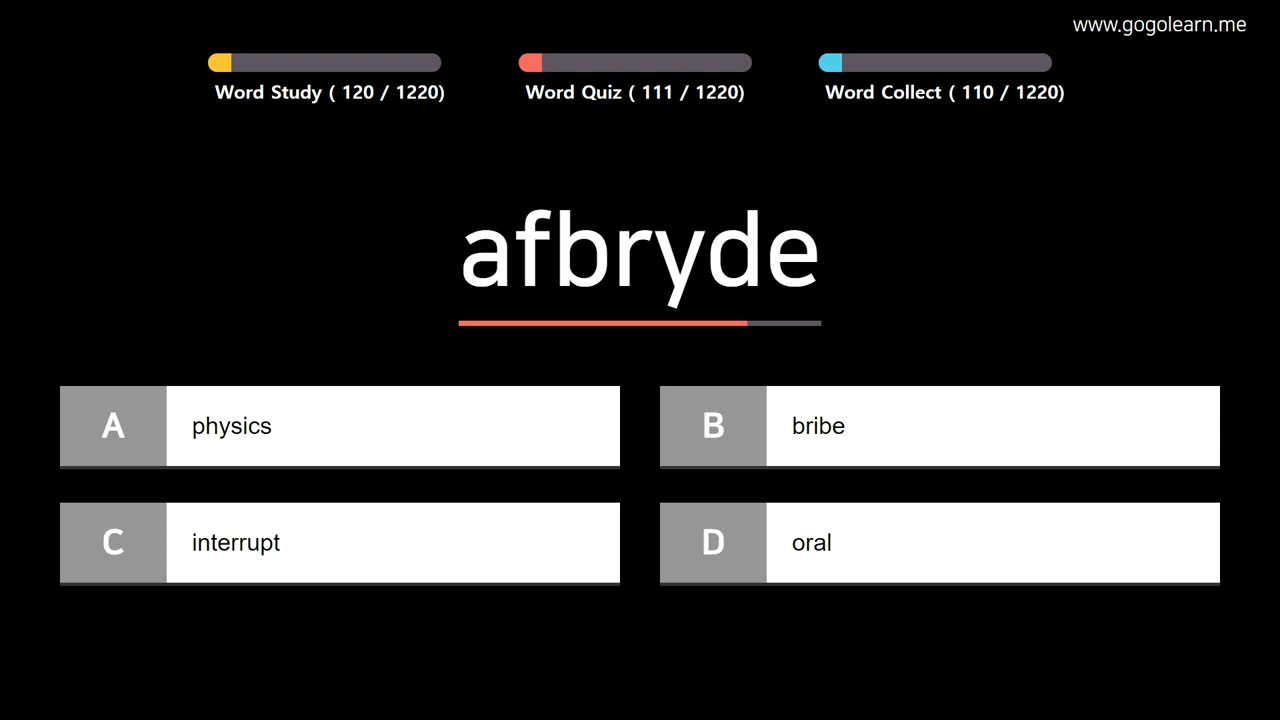 www.gogolearn.me
Word Study ( 120 / 1220)
Word Quiz ( 111 / 1220)
Word Collect ( 110 / 1220)
afbryde
A physics
B bribe
C interrupt
D oral